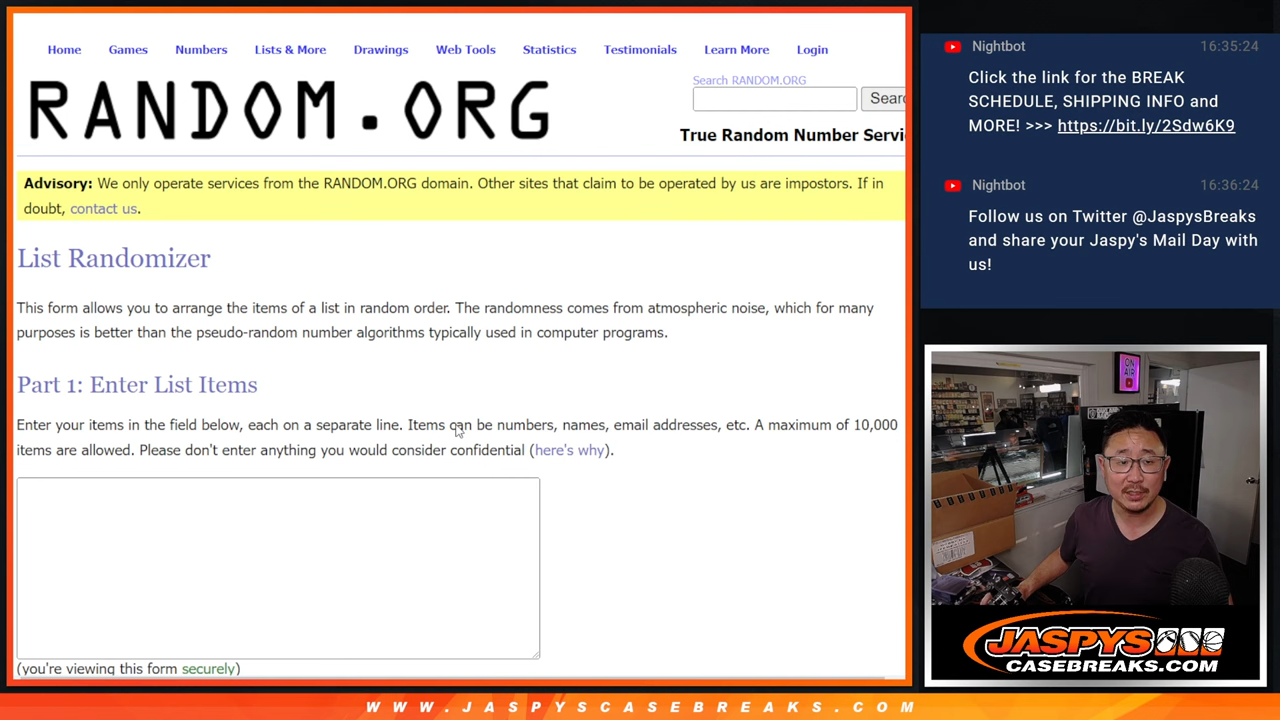 Home Games Numbers Lists & More Drawings Web Tools Statistics Testimonials Learn More Login
Search RANDOM.ORG
RANDOM.ORG
Sear
True Random Number Servi
Advisory: We only operate services from the RANDOM.ORG domain. Other sites that claim to be operated by us are impostors. If in
doubt, contact us.
List Randomizer
This form allows you to arrange the items of a list in random order. The randomness comes from atmospheric noise, which for many
purposes is better than the pseudo-random number algorithms typically used in computer programs.
Part 1: Enter List Items
Enter your items in the field below, each on a separate line. Items can be numbers, names, email addresses, etc. A maximum of 10,000
items are allowed. Please don't enter anything you would consider confidential (here's why).
(you're viewing this form securely)
Nightbot 16:35:24
Click the link for the BREAK
SCHEDULE, SHIPPING INFO and
MORE! >>> https://bit.ly/2Sdw6K9
Nightbot 16:36:24
Follow us on Twitter @JaspysBreaks
and share your Jaspy's Mail Day with
us!
ON
AIR
JASPYS
CASEBREAKS.COM
WWW.JASPYSCASEBREAKS.COM